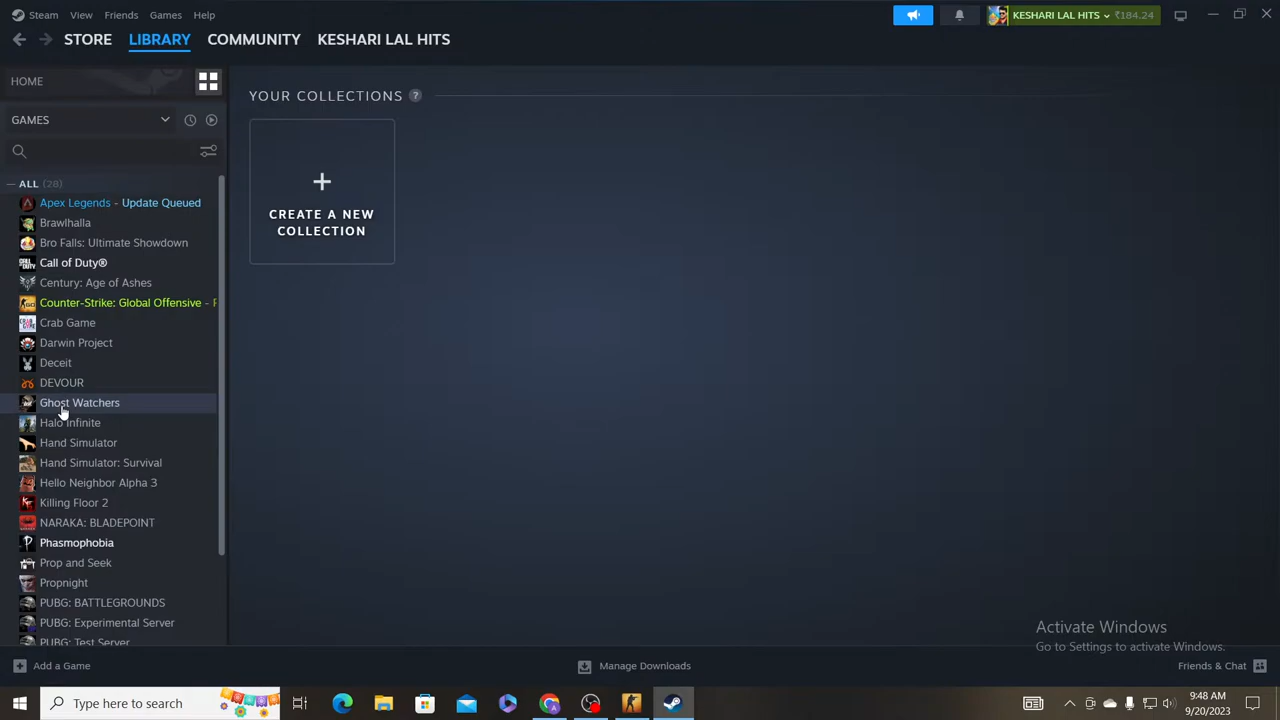 Steam View Friends Games Help KESHARI LAL HITS ₹184.24
STORE LIBRARY COMMUNITY KESHARI LAL HITS
HOME
YOUR COLLECTIONS ?
GAMES
ALL (28)
Apex Legends - Update Queued
Brawlhalla
Bro Falls: Ultimate Showdown
Call of Duty®
Century: Age of Ashes
Counter-Strike: Global Offensive -
Crab Game
Darwin Project
Deceit
DEVOUR
Ghost Watchers
Halo Infinite
Hand Simulator
Hand Simulator: Survival
Hello Neighbor Alpha 3
Killing Floor 2
NARAKA: BLADEPOINT
Phasmophobia
Prop and Seek
Propnight
PUBG: BATTLEGROUNDS
PUBG: Experimental Server
PUBG: Test Server
+
CREATE A NEW
COLLECTION
Activate Windows
Go to Settings to activate Windows.
Add a Game Manage Downloads Friends & Chat
Type here to search
9:48 AM
9/20/2023